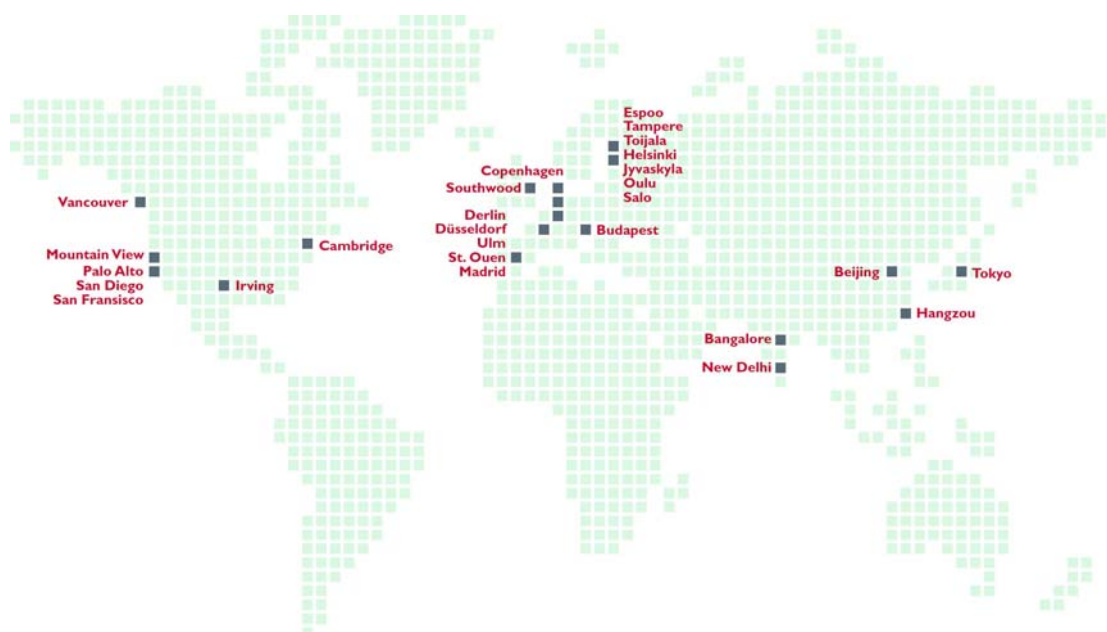 Espoo
Tampere
Toijala
Helsinki
Jyvaskyla
Oulu
Salo
Copenhagen
Southwood
Vancouver
Derlin
Düsseldorf
Ulm
St. Ouen
Madrid
Budapest
Cambridge
Mountain View
Palo Alto
San Diego
San Fransisco
Irving
Beijing
Tokyo
Hangzou
Bangalore
New Delhi